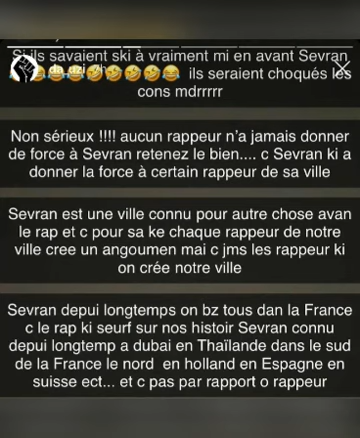 Si ils savaient ski à vraiment mi en avant Sevran
😂😂😂🤣🤣🤣🤣🤣😂 ils seraient choqués les
cons mdrrrr
Non sérieux !!!! aucun rappeur n'a jamais donner
de force à Sevran retenez le bien.... c Sevran ki a
donner la force à certain rappeur de sa ville
Sevran est une ville connu pour autre chose avan
le rap et c pour sa ke chaque rappeur de notre
ville cree un angoumen mai c jms les rappeur ki
on crée notre ville
Sevran depui longtemps on bz tous dan la France
c le rap ki seurf sur nos histoir Sevran connu
depui longtemp a dubai en Thaïlande dans le sud
de la France le nord en holland en Espagne en
suisse ect... et c pas par rapport o rappeur